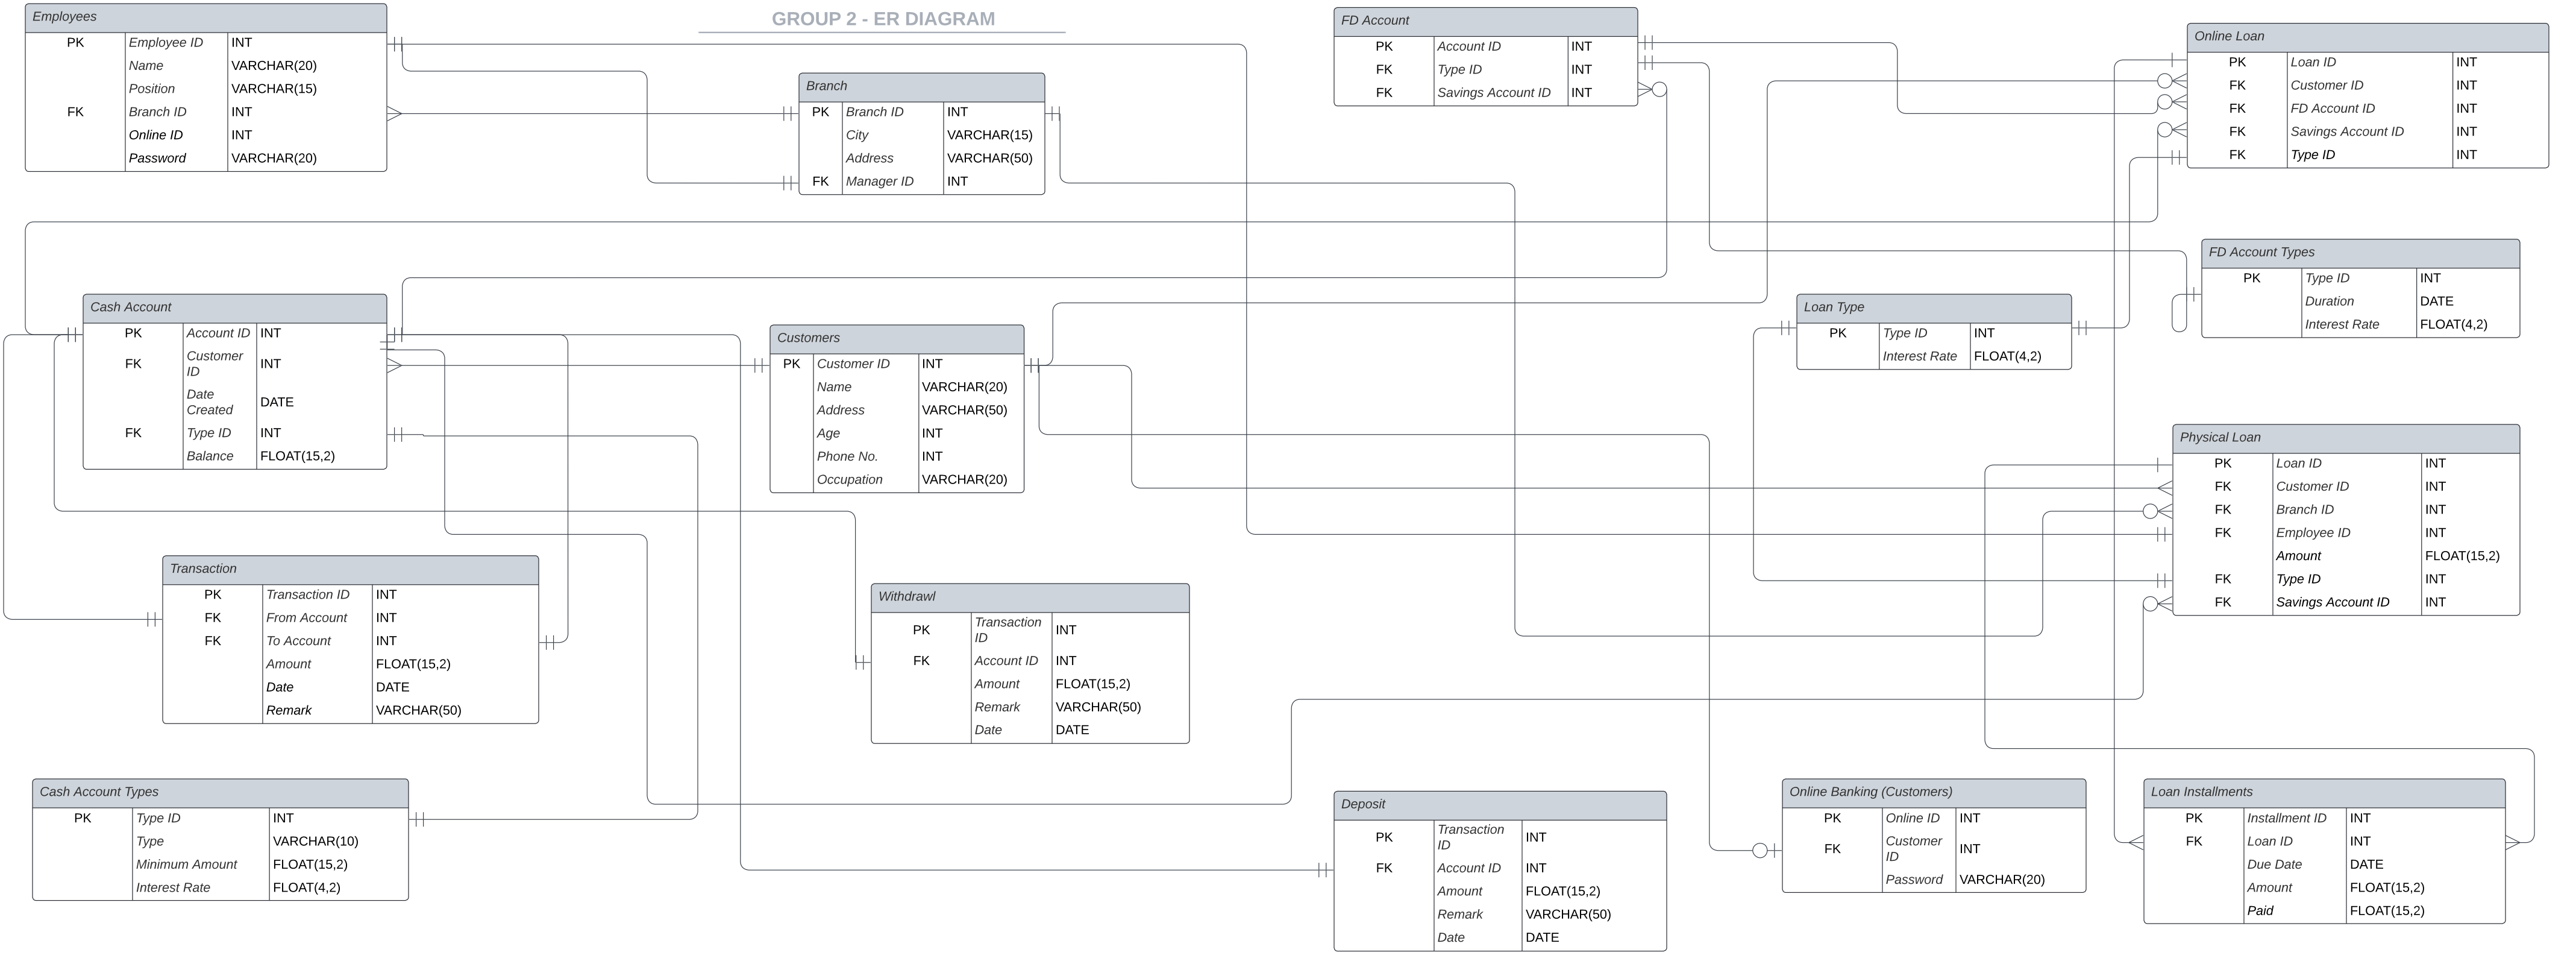 GROUP 2 - ER DIAGRAM
Employees
PK Employee ID INT
Name VARCHAR(20)
Position VARCHAR(15)
FK Branch ID INT
Online ID INT
Password VARCHAR(20)
Branch
PK Branch ID INT
City VARCHAR(15)
Address VARCHAR(50)
FK Manager ID INT
FD Account
PK Account ID INT
FK Type ID INT
FK Savings Account ID INT
Online Loan
PK Loan ID INT
FK Customer ID INT
FK FD Account ID INT
FK Savings Account ID INT
FK Type ID INT
FD Account Types
PK Type ID INT
Duration DATE
Interest Rate FLOAT(4,2)
Cash Account
PK Account ID INT
FK Customer ID INT
Date Created DATE
FK Type ID INT
Balance FLOAT(15,2)
Customers
PK Customer ID INT
Name VARCHAR(20)
Address VARCHAR(50)
Age INT
Phone No. INT
Occupation VARCHAR(20)
Loan Type
PK Type ID INT
Interest Rate FLOAT(4,2)
Physical Loan
PK Loan ID INT
FK Customer ID INT
FK Branch ID INT
FK Employee ID INT
Amount FLOAT(15,2)
FK Type ID INT
FK Savings Account ID INT
Transaction
PK Transaction ID INT
FK From Account INT
FK To Account INT
Amount FLOAT(15,2)
Date DATE
Remark VARCHAR(50)
Withdrawl
PK Transaction ID INT
FK Account ID INT
Amount FLOAT(15,2)
Remark VARCHAR(50)
Date DATE
Cash Account Types
PK Type ID INT
Type VARCHAR(10)
Minimum Amount FLOAT(15,2)
Interest Rate FLOAT(4,2)
Deposit
PK Transaction ID INT
FK Account ID INT
Amount FLOAT(15,2)
Remark VARCHAR(50)
Date DATE
Online Banking (Customers)
PK Online ID INT
FK Customer ID INT
Password VARCHAR(20)
Loan Installments
PK Installment ID INT
FK Loan ID INT
Due Date DATE
Amount FLOAT(15,2)
Paid FLOAT(15,2)